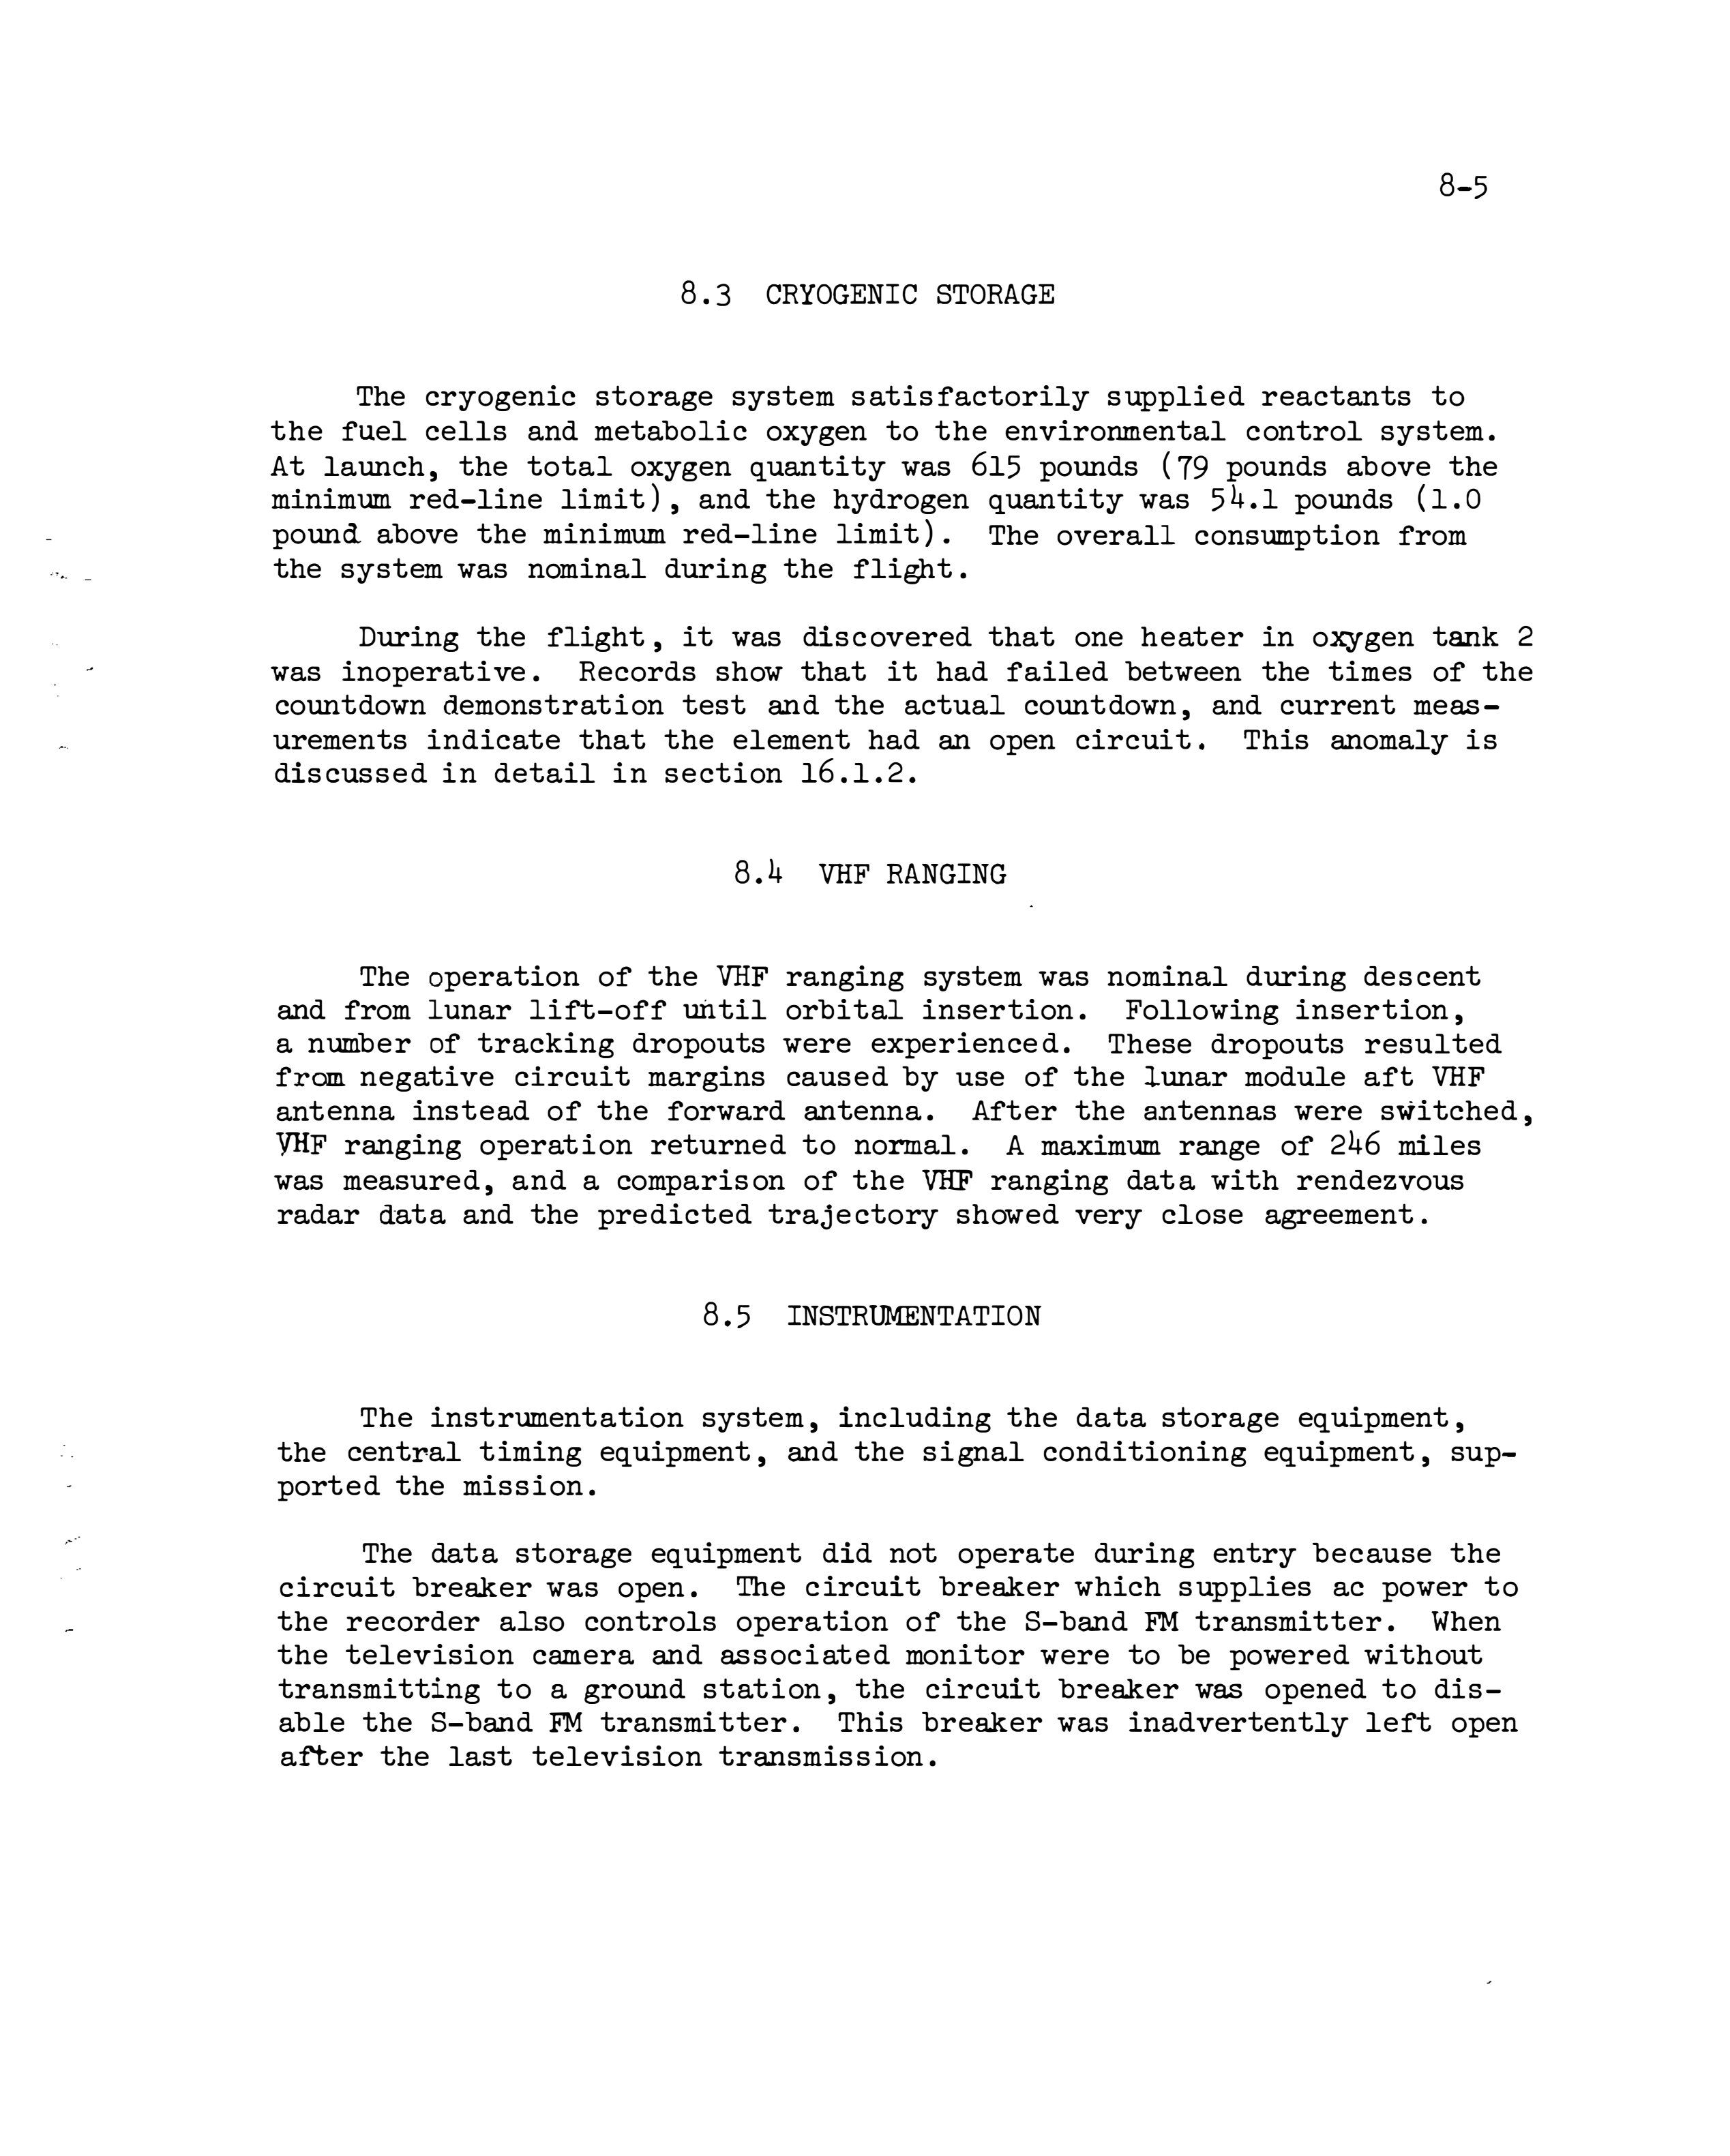 8-5
8.3 CRYOGENIC STORAGE
The cryogenic storage system satisfactorily supplied reactants to
the fuel cells and metabolic oxygen to the environmental control system.
At launch, the total oxygen quantity was 615 pounds (79 pounds above the
minimum red-line limit), and the hydrogen quantity was 54.1 pounds (1.0
pound above the minimum red-line limit). The overall consumption from
the system was nominal during the flight.
During the flight, it was discovered that one heater in oxygen tank 2
was inoperative. Records show that it had failed between the times of the
countdown demonstration test and the actual countdown, and current meas-
urements indicate that the element had an open circuit. This anomaly is
discussed in detail in section 16.1.2.
8.4 VHF RANGING
The operation of the VHF ranging system was nominal during descent
and from lunar lift-off until orbital insertion. Following insertion,
a number of tracking dropouts were experienced. These dropouts resulted
from negative circuit margins caused by use of the lunar module aft VHF
antenna instead of the forward antenna. After the antennas were switched,
VHF ranging operation returned to normal. A maximum range of 246 miles
was measured, and a comparison of the VHF ranging data with rendezvous
radar data and the predicted trajectory showed very close agreement.
8.5 INSTRUMENTATION
The instrumentation system, including the data storage equipment,
the central timing equipment, and the signal conditioning equipment, sup-
ported the mission.
The data storage equipment did not operate during entry because the
circuit breaker was open. The circuit breaker which supplies ac power to
the recorder also controls operation of the S-band FM transmitter. When
the television camera and associated monitor were to be powered without
transmitting to a ground station, the circuit breaker was opened to dis-
able the S-band FM transmitter. This breaker was inadvertently left open
after the last television transmission.